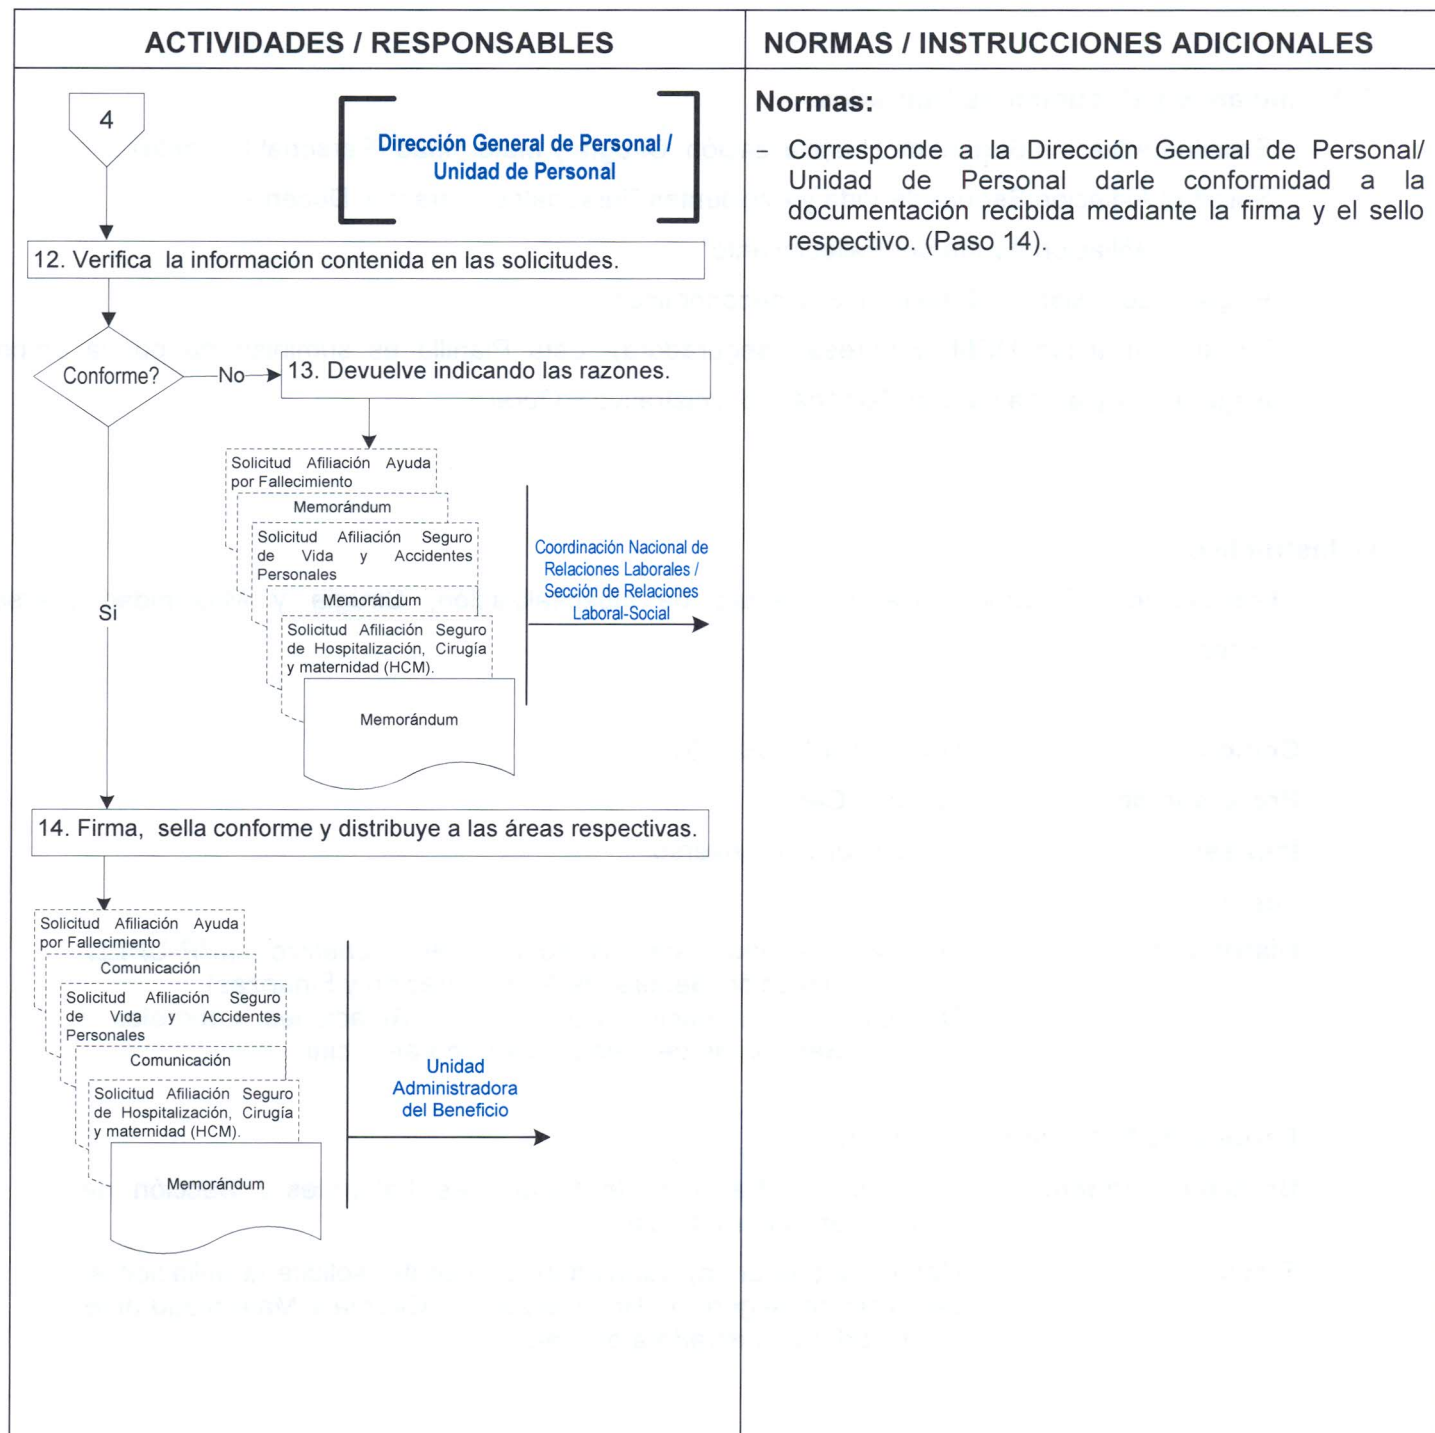 ACTIVIDADES / RESPONSABLES
NORMAS / INSTRUCCIONES ADICIONALES
4
Dirección General de Personal /
Unidad de Personal
12. Verifica la información contenida en las solicitudes.
Conforme?
No
13. Devuelve indicando las razones.
Solicitud Afiliación Ayuda
por Fallecimiento
Memorándum
Solicitud Afiliación Seguro
de Vida y Accidentes
Personales
Memorándum
Solicitud Afiliación Seguro
de Hospitalización, Cirugía
y maternidad (HCM).
Memorándum
Coordinación Nacional de
Relaciones Laborales /
Sección de Relaciones
Laboral-Social
Si
14. Firma, sella conforme y distribuye a las áreas respectivas.
Solicitud Afiliación Ayuda
por Fallecimiento
Comunicación
Solicitud Afiliación Seguro
de Vida y Accidentes
Personales
Comunicación
Solicitud Afiliación Seguro
de Hospitalización, Cirugía
y maternidad (HCM).
Memorándum
Unidad
Administradora
del Beneficio
Normas:
- Corresponde a la Dirección General de Personal/
Unidad de Personal darle conformidad a la
documentación recibida mediante la firma y el sello
respectivo. (Paso 14).